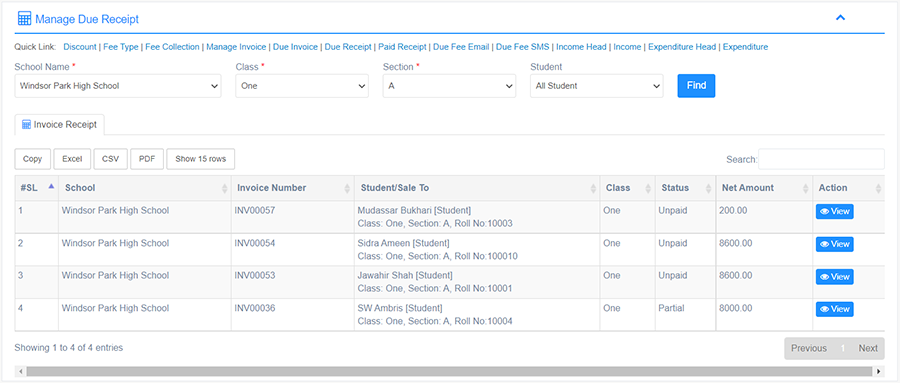 Manage Due Receipt
Quick Link: Discount | Fee Type | Fee Collection | Manage Invoice | Due Invoice | Due Receipt | Paid Receipt | Due Fee Email | Due Fee SMS | Income Head | Income | Expenditure Head | Expenditure
School Name * Class * Section * Student
Windsor Park High School One A All Student Find
Invoice Receipt
Copy Excel CSV PDF Show 15 rows Search:
#SL School Invoice Number Student/Sale To Class Status Net Amount Action
1 Windsor Park High School INV00057 Mudassar Bukhari [Student] One Unpaid 200.00 View
Class: One, Section: A, Roll No:10003
2 Windsor Park High School INV00054 Sidra Ameen [Student] One Unpaid 8600.00 View
Class: One, Section: A, Roll No:100010
3 Windsor Park High School INV00053 Jawahir Shah [Student] One Unpaid 8600.00 View
Class: One, Section: A, Roll No:10001
4 Windsor Park High School INV00036 SW Ambris [Student] One Partial 8000.00 View
Class: One, Section: A, Roll No:10004
Showing 1 to 4 of 4 entries Previous 1 Next